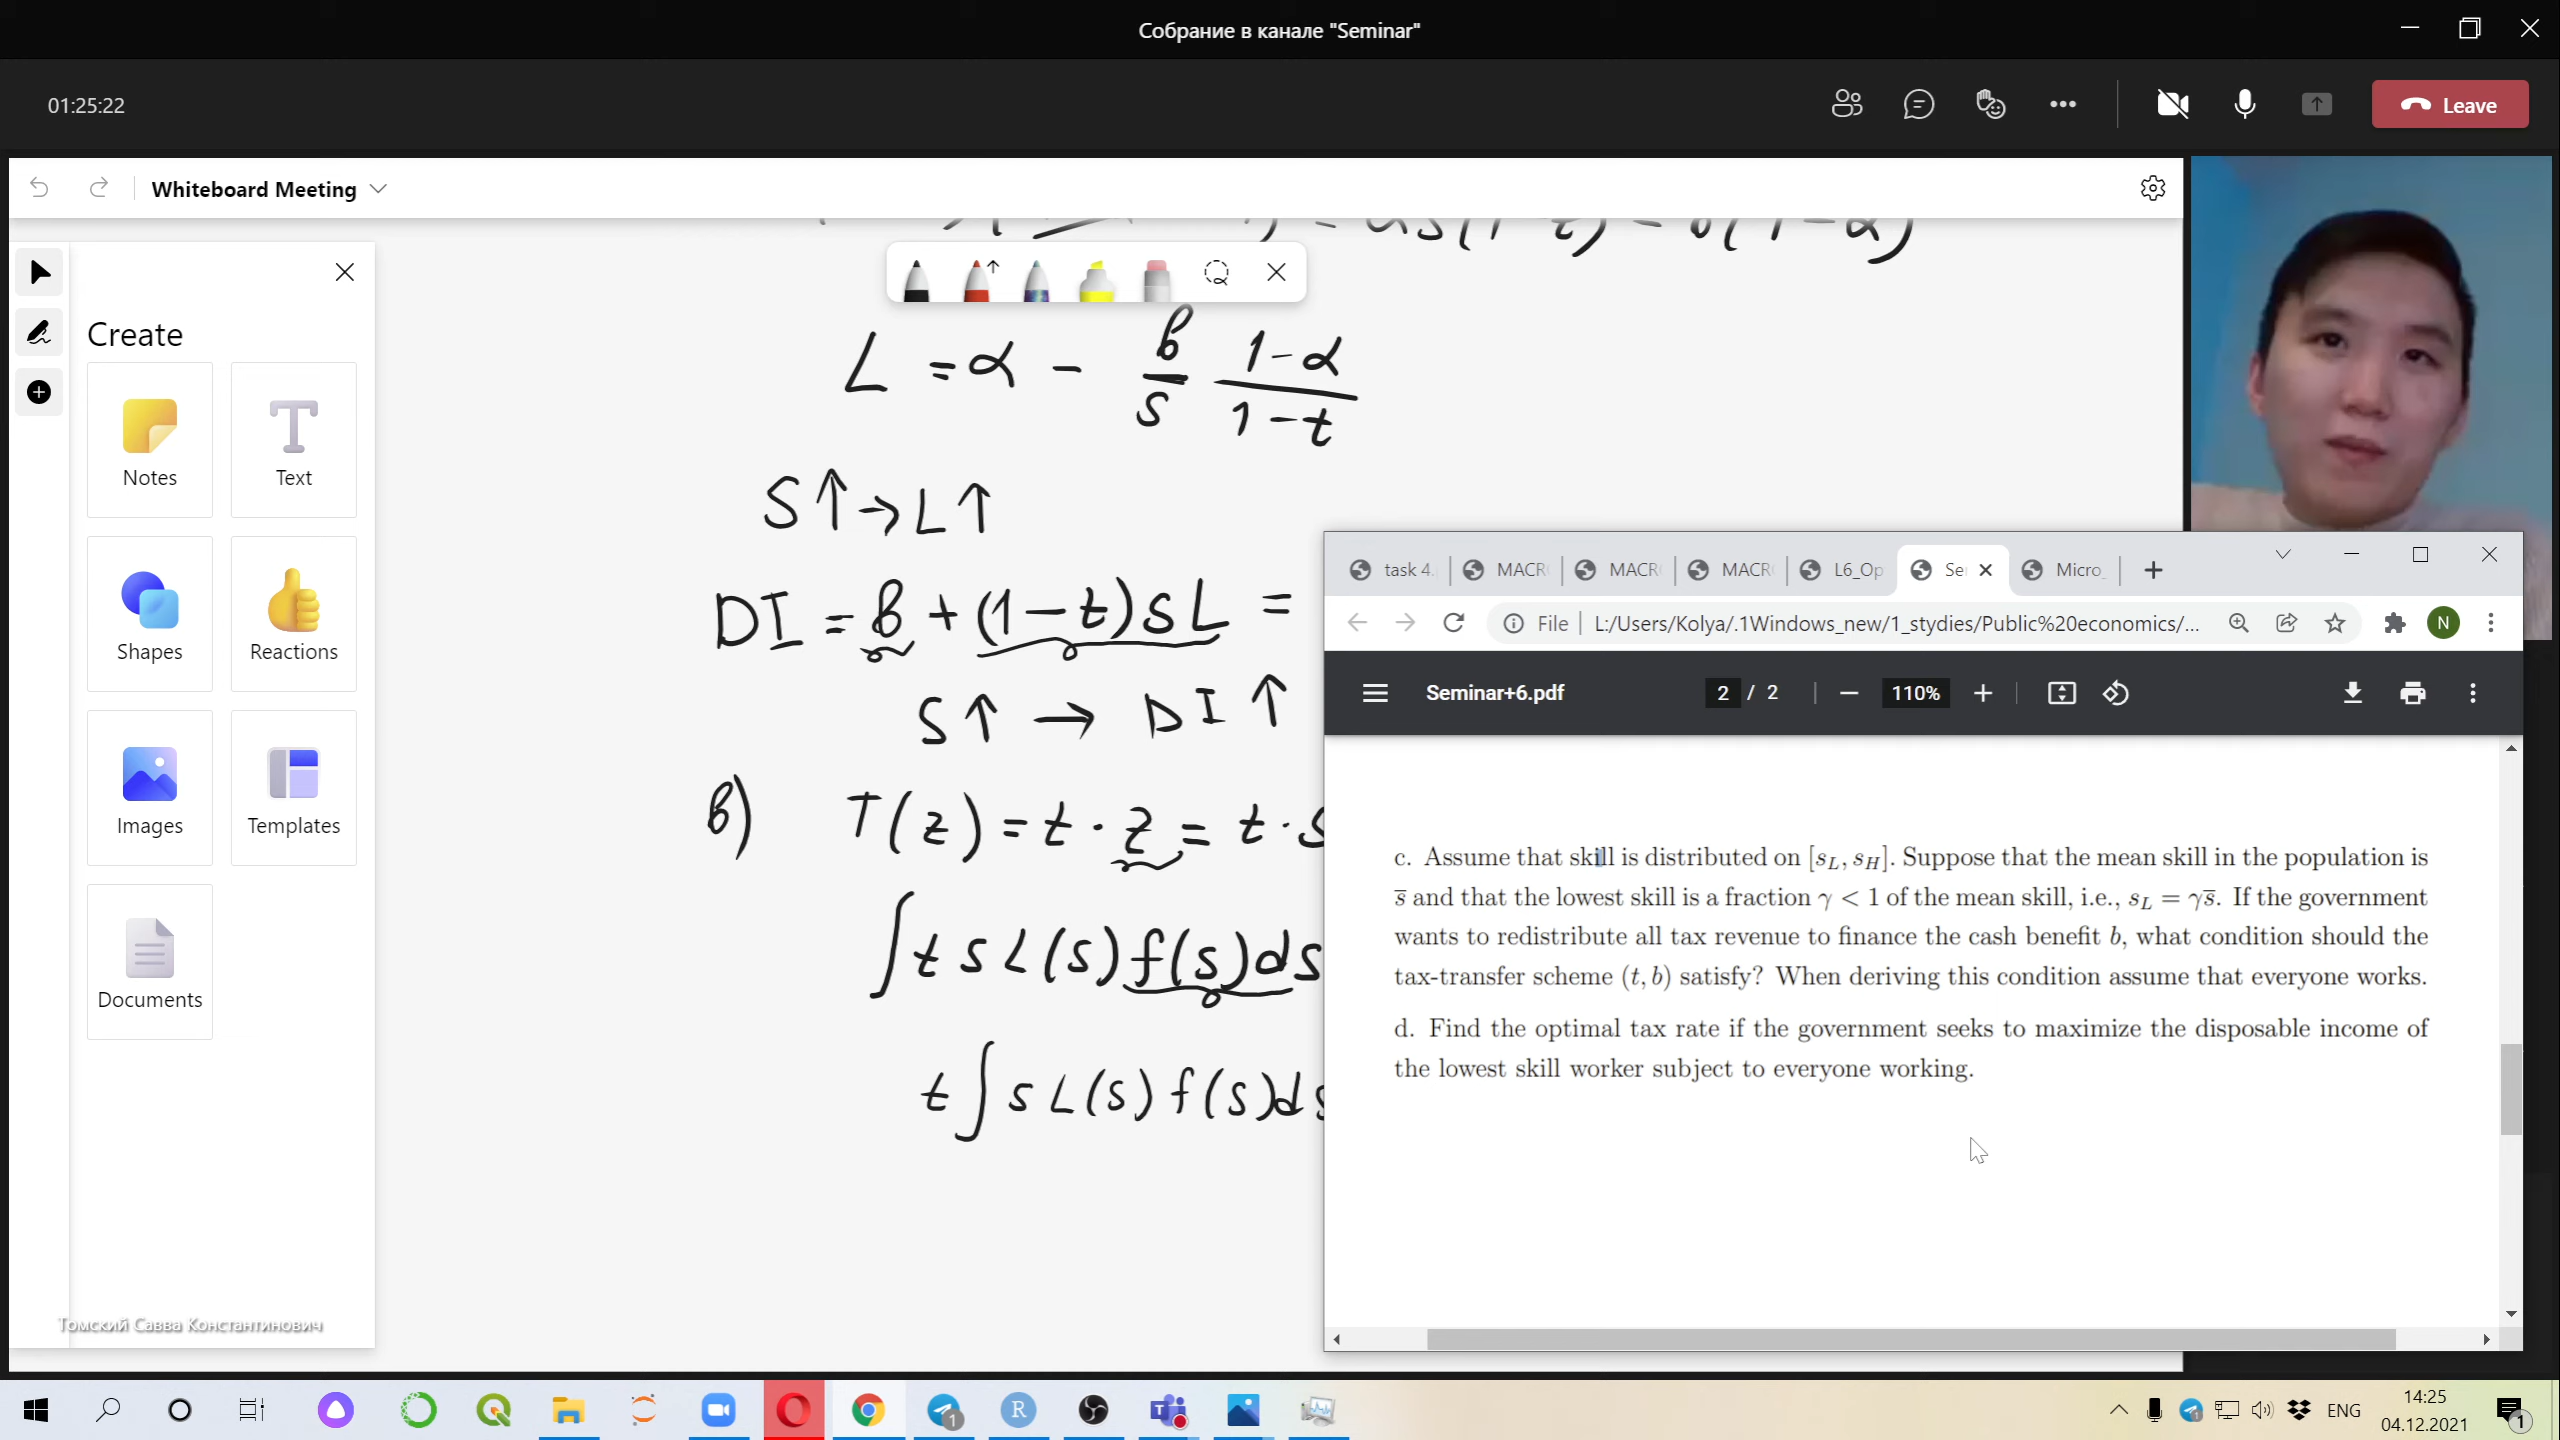 Собрание в канале "Seminar"
01:25:22
Leave
Whiteboard Meeting
Create
Notes
Text
Shapes
Reactions
Images
Templates
Documents
Томский Савва Константинович
L = α - b/s (1-α)/(1-t)
S↑→L↑
DI = b + (1-t)sL =
S↑ → DI↑
b) T(z) = t · z = t · s
∫ t s L(s) f(s)ds
t∫ s L(s) f(s)ds
task 4.
MACR
MACR
MACR
L6_Op
Se
Micro_
File
L:/Users/Kolya/.1Windows_new/1_stydies/Public%20economics/...
N
Seminar+6.pdf
2 / 2
110%
c. Assume that skill is distributed on [s_L, s_H]. Suppose that the mean skill in the population is
s̅ and that the lowest skill is a fraction γ < 1 of the mean skill, i.e., s_L = γs̅. If the government
wants to redistribute all tax revenue to finance the cash benefit b, what condition should the
tax-transfer scheme (t, b) satisfy? When deriving this condition assume that everyone works.
d. Find the optimal tax rate if the government seeks to maximize the disposable income of
the lowest skill worker subject to everyone working.
ENG
14:25
04.12.2021
1